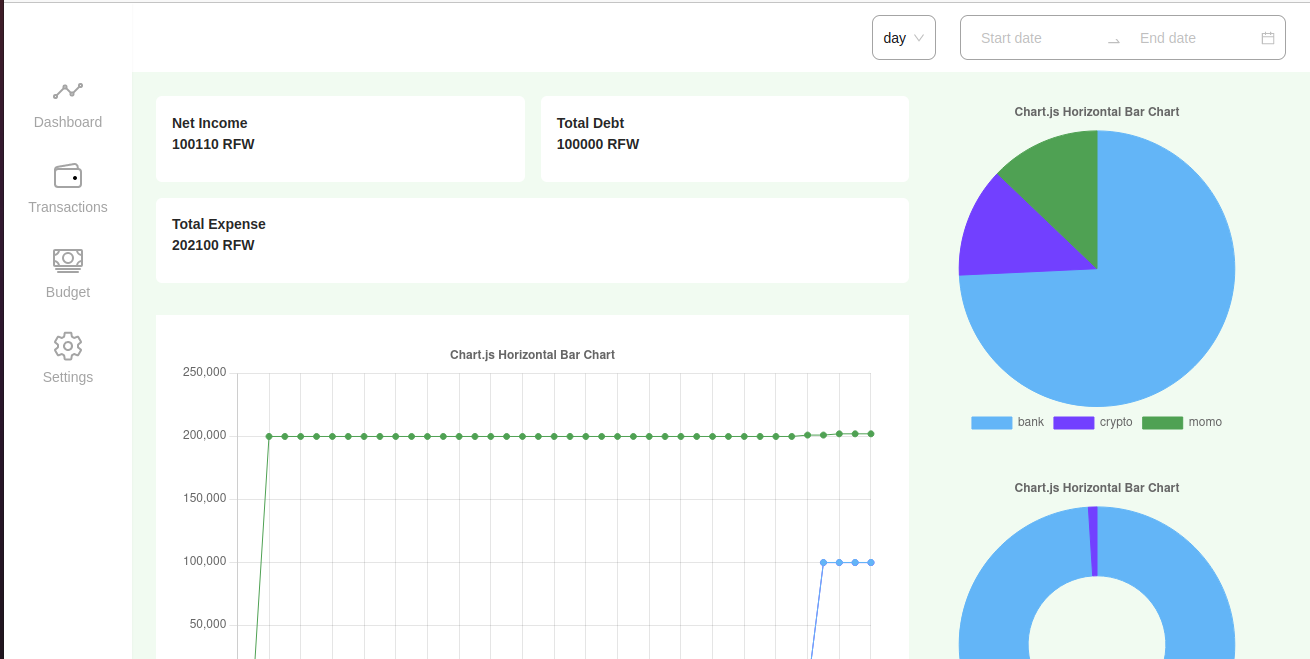 day
Start date
End date
Dashboard
Transactions
Budget
Settings
Net Income
100110 RFW
Total Debt
100000 RFW
Total Expense
202100 RFW
Chart.js Horizontal Bar Chart
250,000
200,000
150,000
100,000
50,000
Chart.js Horizontal Bar Chart
bank
crypto
momo
Chart.js Horizontal Bar Chart